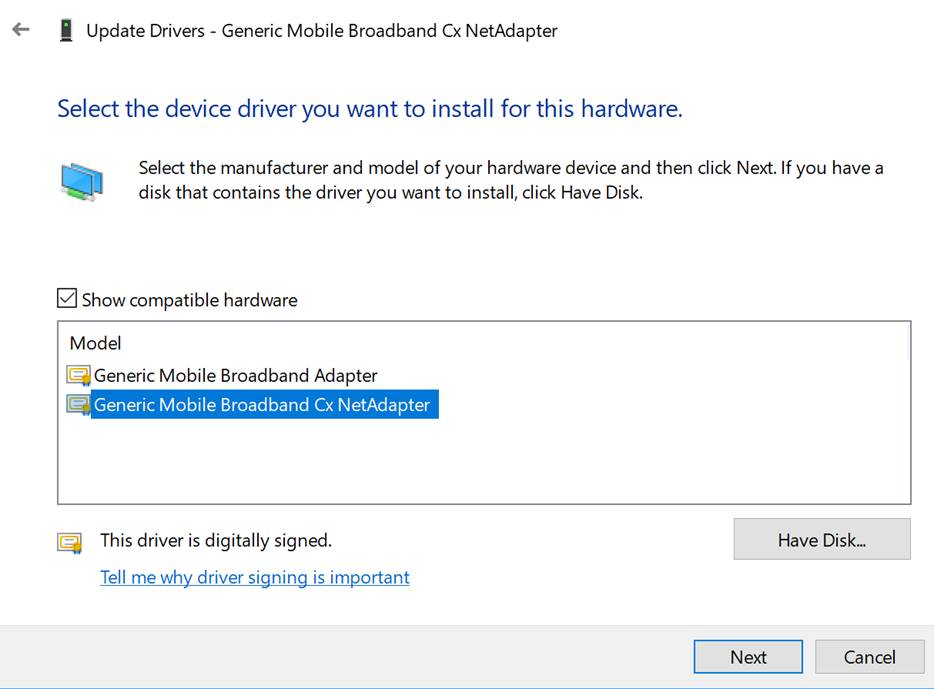 Update Drivers - Generic Mobile Broadband Cx NetAdapter
Select the device driver you want to install for this hardware.
Select the manufacturer and model of your hardware device and then click Next. If you have a
disk that contains the driver you want to install, click Have Disk.
Show compatible hardware
Model
Generic Mobile Broadband Adapter
Generic Mobile Broadband Cx NetAdapter
This driver is digitally signed.
Have Disk...
Tell me why driver signing is important
Next
Cancel